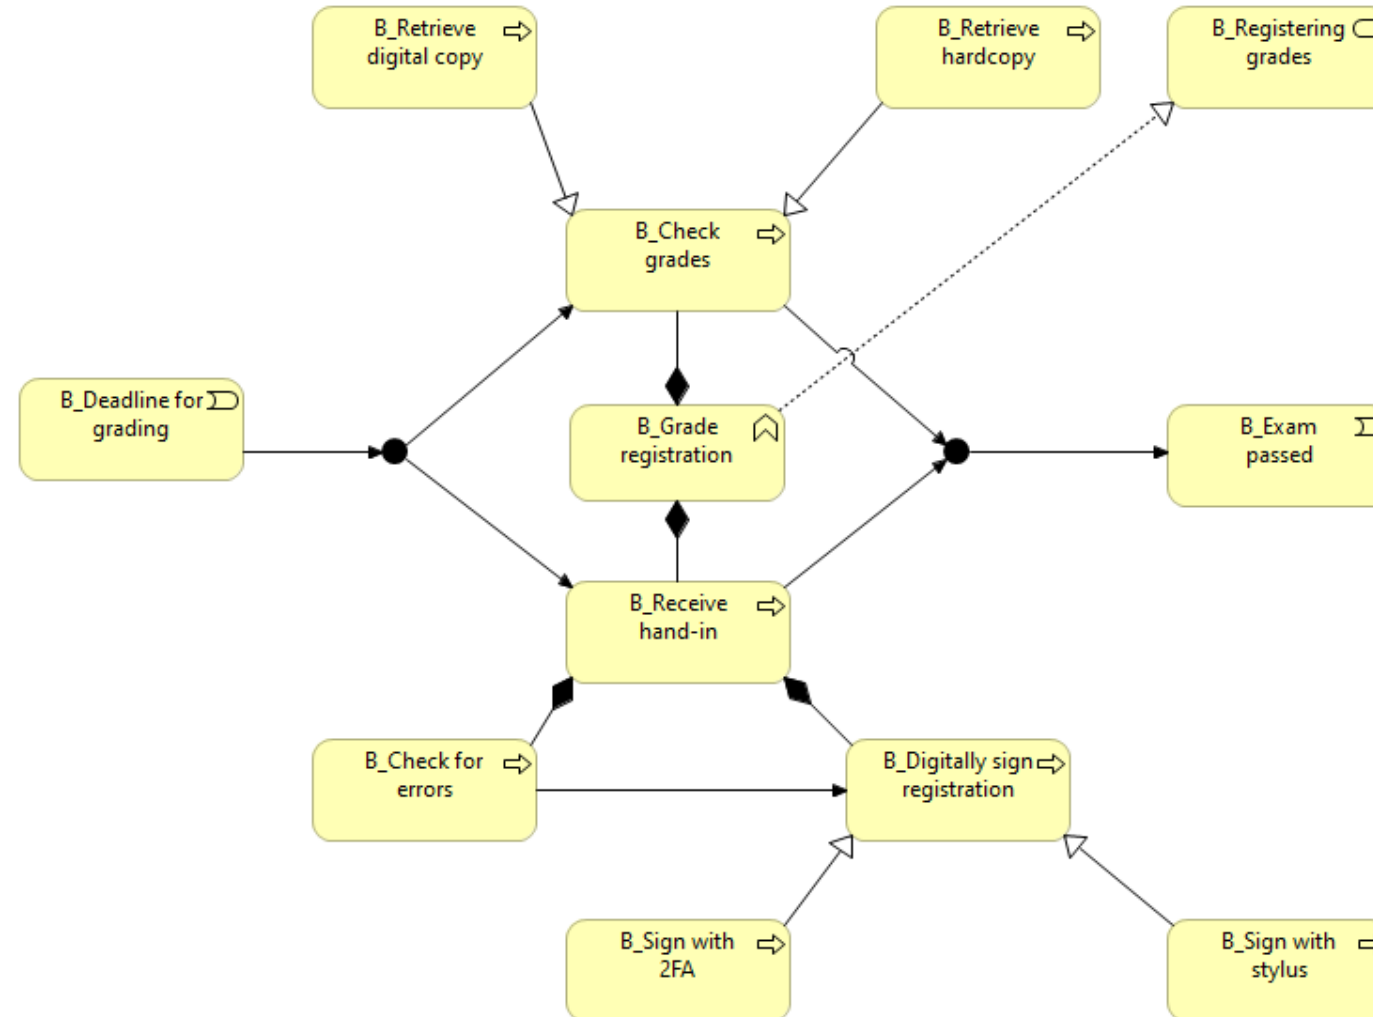 B_Retrieve
digital copy
B_Retrieve
hardcopy
B_Registering
grades
B_Check
grades
B_Deadline for
grading
B_Grade
registration
B_Exam
passed
B_Receive
hand-in
B_Check for
errors
B_Digitally sign
registration
B_Sign with
2FA
B_Sign with
stylus